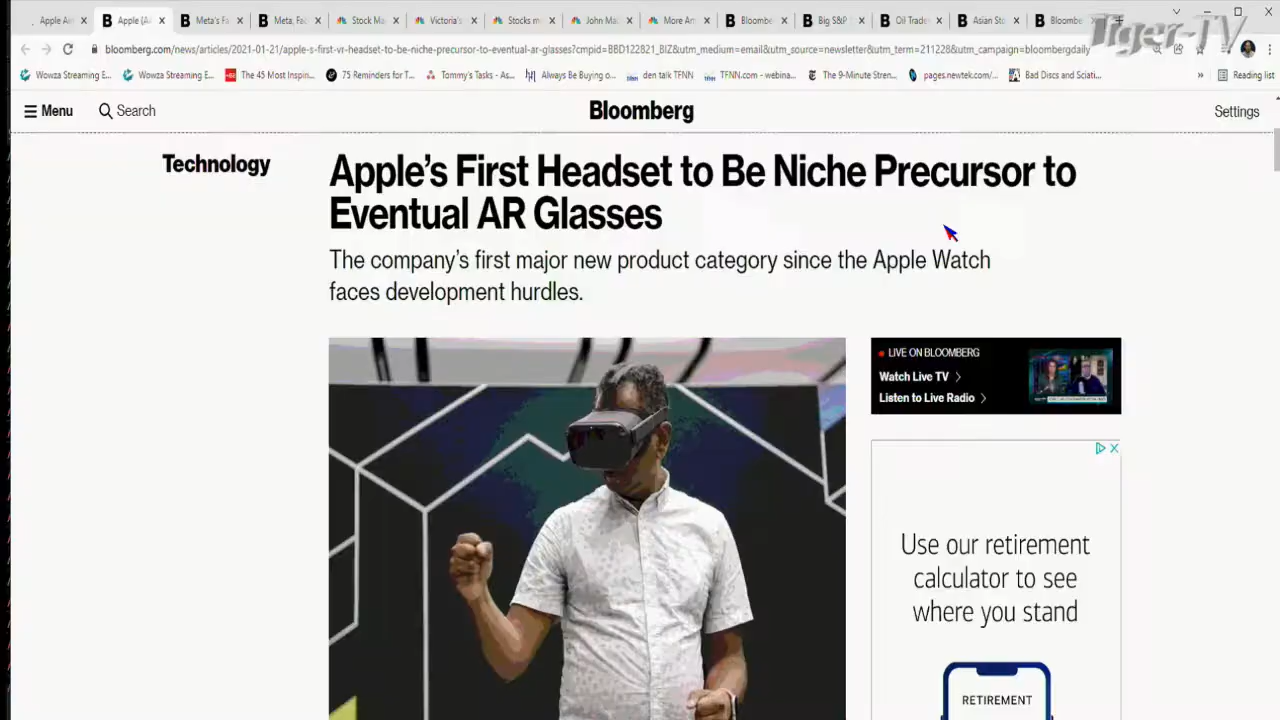 Apple Air
Apple (A
Meta's Fa
Meta, Fac
Stock Ma
Victoria's
Stocks m
John Ma
More Am
Bloombe
Big S&P
Oil Trade
Asian Sto
Bloombe
Tiger-TV
bloomberg.com/news/articles/2021-01-21/apple-s-first-vr-headset-to-be-niche-precursor-to-eventual-ar-glasses?cmpid=BBD122821_BIZ&utm_medium=email&utm_source=newsletter&utm_term=211228&utm_campaign=bloombergdaily
Wowza Streaming E...
Wowza Streaming E...
The 45 Most Inspin...
75 Reminders for T...
Tommy's Tasks - As...
Always Be Buying o...
den talk TFNN
TFNN.com - webina...
The 9-Minute Stren...
pages.newtek.com/...
Bad Discs and Sciati...
»
Reading list
Menu
Search
Bloomberg
Settings
Technology
Apple's First Headset to Be Niche Precursor to
Eventual AR Glasses
The company's first major new product category since the Apple Watch
faces development hurdles.
LIVE ON BLOOMBERG
Watch Live TV
Listen to Live Radio
Use our retirement
calculator to see
where you stand
RETIREMENT